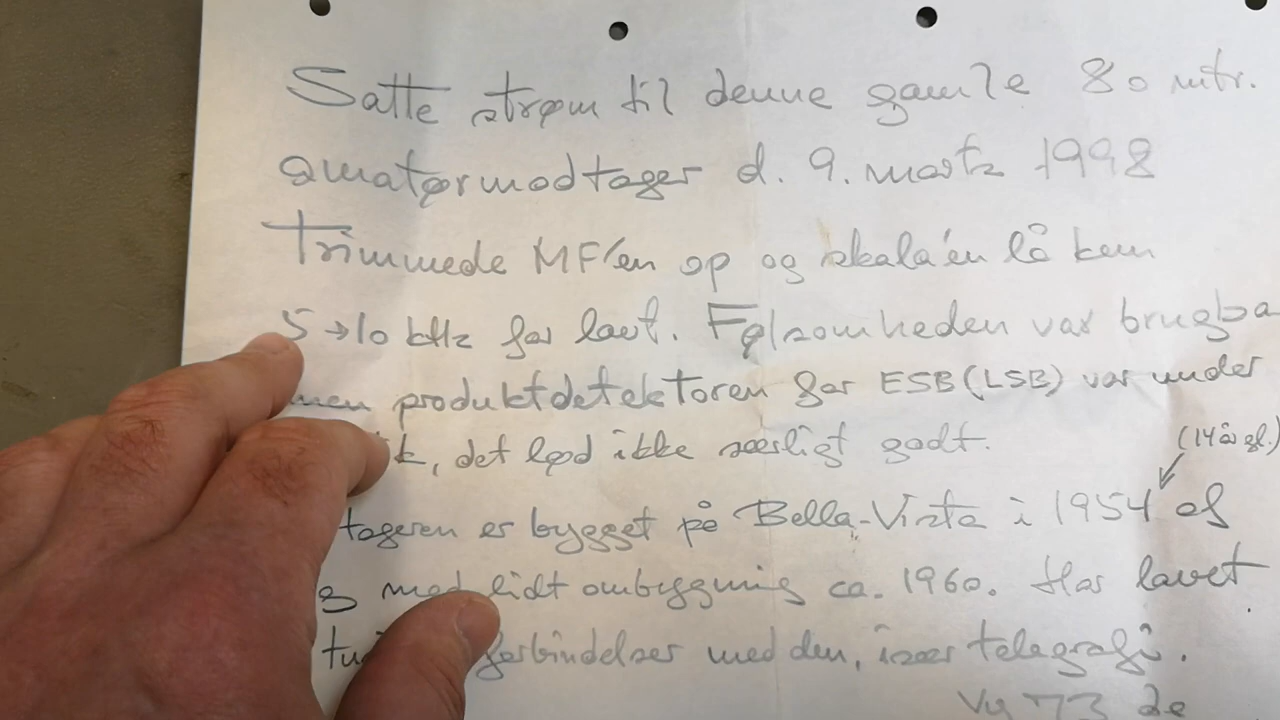 Satte strøm til denne gamle 80 mtr.
amatørmodtager d. 9. marts 1998
Trimmede MF'en op og skala'en lå kun
5→10 kHz for lavt. Følsomheden var brugba
men produktdetektoren for ESB (LSB) var under
k, det lød ikke særligt godt.
(14 år gl.)
tageren er bygget på Bella-Vista i 1954 af
g med lidt ombygning ca. 1960. Har lavet
tu forbindelser med den, især telegrafi.
Vy 73 de